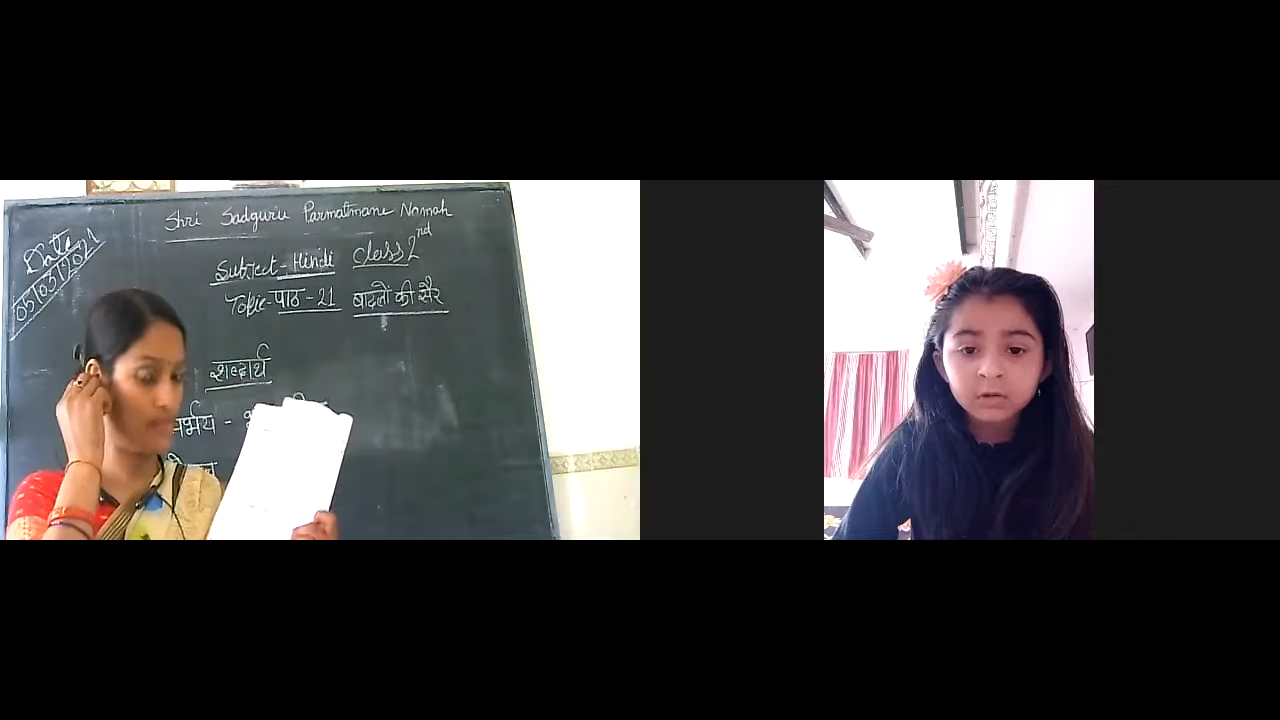 Shri Sadguru Parmatmane Namah
Date
05/03/2021
Subject - Hindi Class 2nd
Topic - पाठ - 21 बादलों की सैर
शब्दार्थ